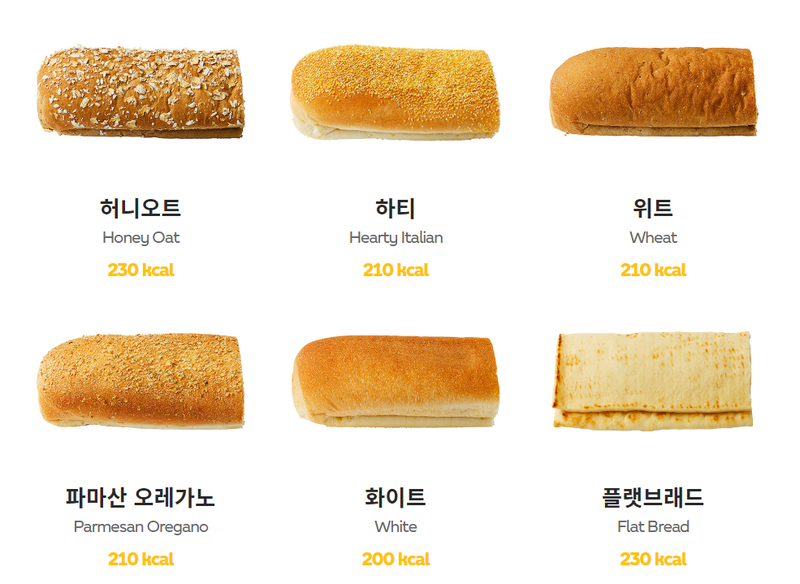 허니오트
Honey Oat
230 kcal
하티
Hearty Italian
210 kcal
위트
Wheat
210 kcal
파마산 오레가노
Parmesan Oregano
210 kcal
화이트
White
200 kcal
플랫브래드
Flat Bread
230 kcal